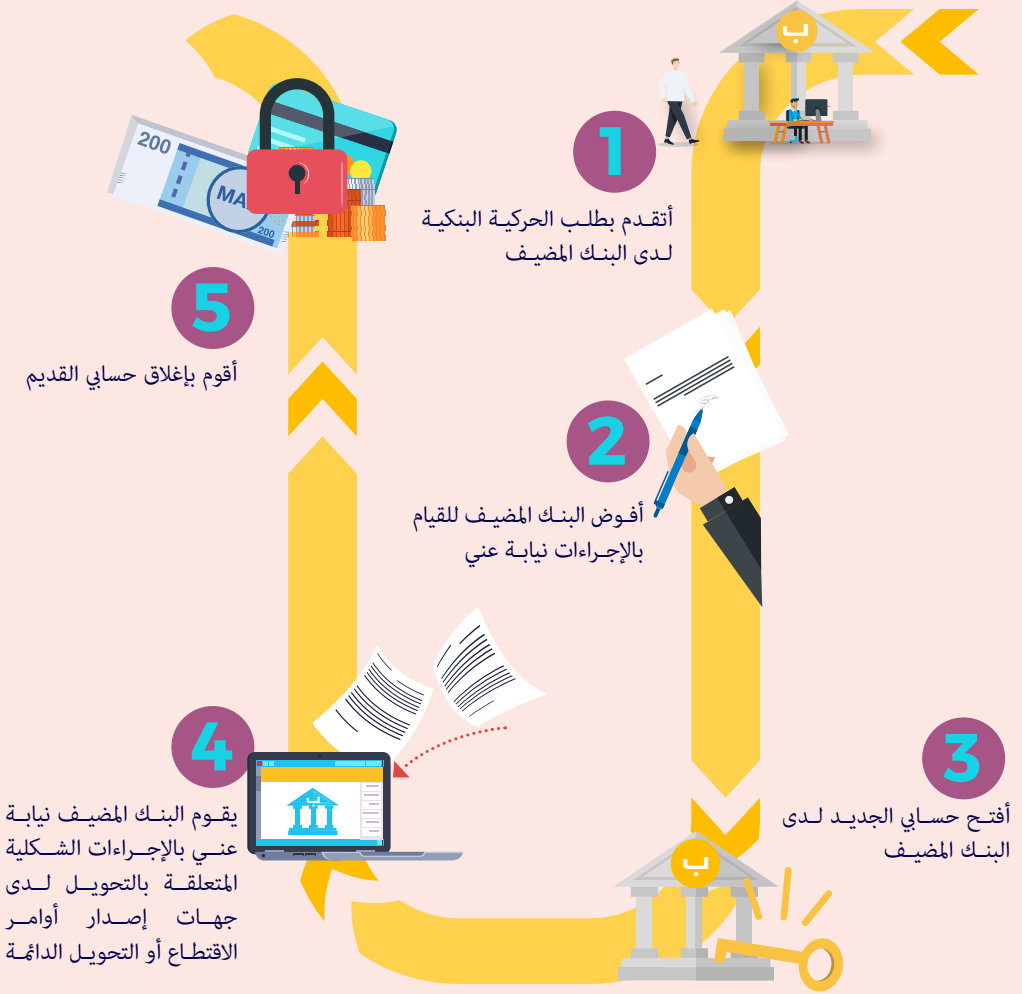 ب
1
أتقدم بطلب الحركية البنكية
لدى البنك المضيف
2
أفوض البنك المضيف للقيام
بالإجراءات نيابة عني
3
أفتح حسابي الجديد لدى
البنك المضيف
ب
4
يقوم البنك المضيف نيابة
عني بالإجراءات الشكلية
المتعلقة بالتحويل لدى
جهات إصدار أوامر
الاقتطاع أو التحويل الدائمة
ب
5
أقوم بإغلاق حسابي القديم
200
MA
200